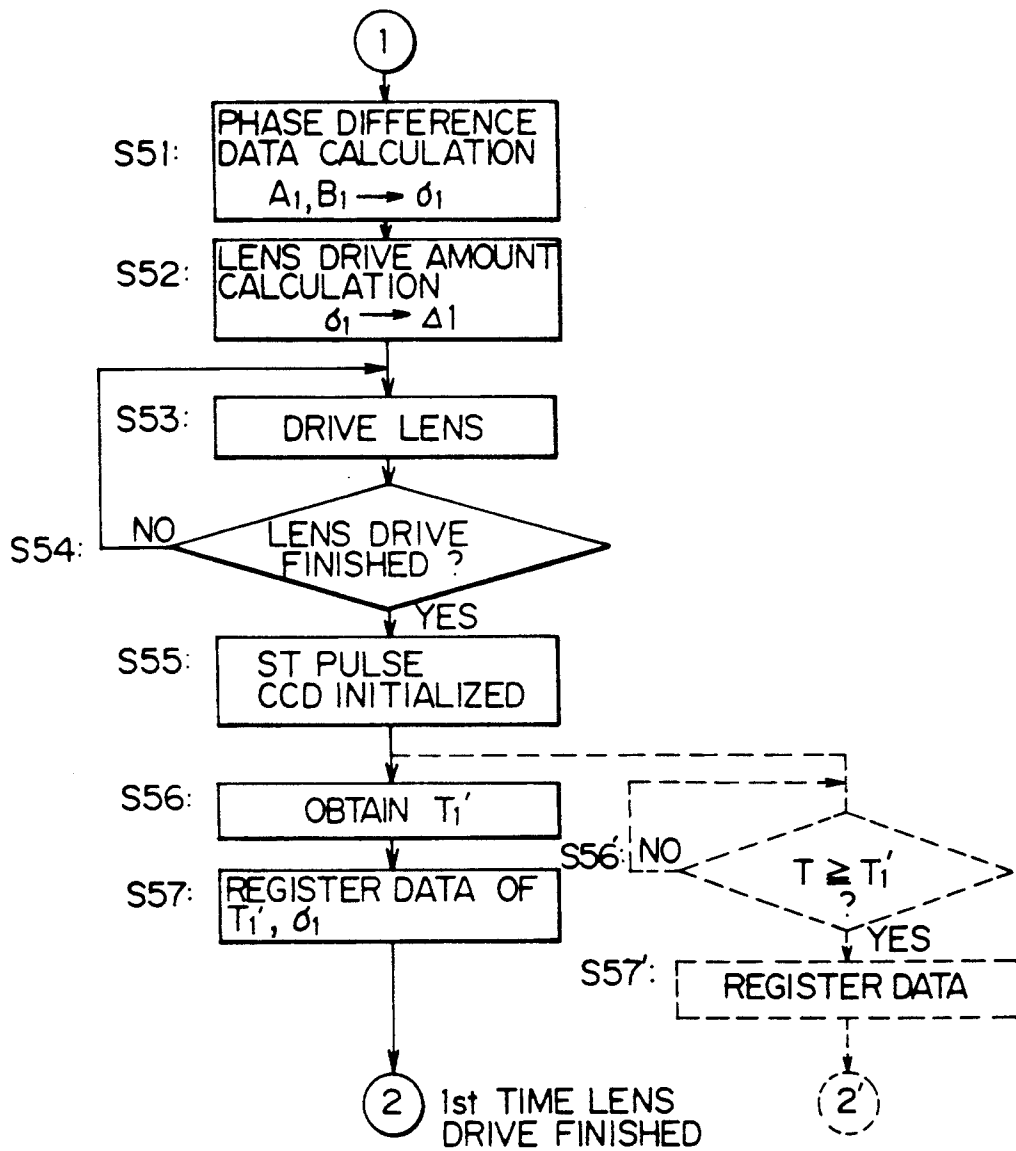 1
S51:
PHASE DIFFERENCE
DATA CALCULATION
A1, B1 → σ1
S52:
LENS DRIVE AMOUNT
CALCULATION
σ1 → Δ1
S53:
DRIVE LENS
S54:
NO
LENS DRIVE
FINISHED ?
YES
S55:
ST PULSE
CCD INITIALIZED
S56:
OBTAIN T1'
S57:
REGISTER DATA OF
T1', σ1
S56':
NO
T ≧ T1'
?
YES
S57':
REGISTER DATA
2
1st TIME LENS
DRIVE FINISHED
2'